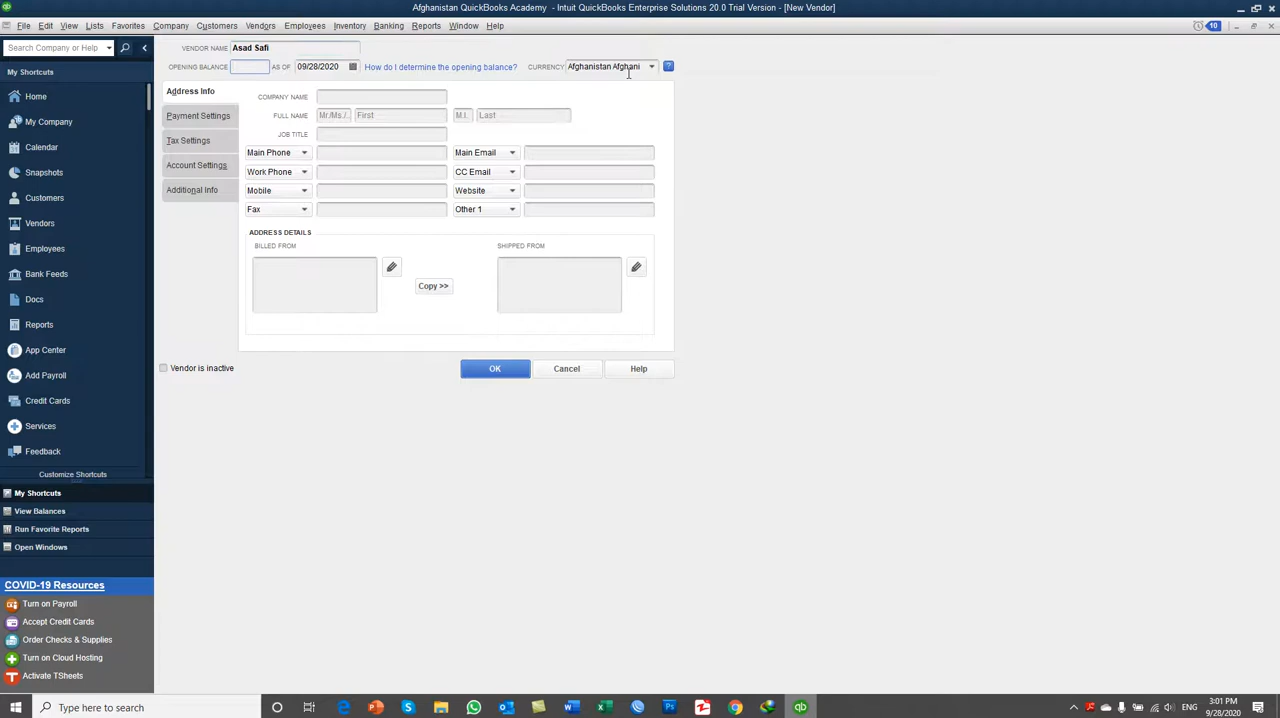 Afghanistan QuickBooks Academy - Intuit QuickBooks Enterprise Solutions 20.0 Trial Version - [New Vendor]
File Edit View Lists Favorites Company Customers Vendors Employees Inventory Banking Reports Window Help
10
Search Company or Help
My Shortcuts
Home
My Company
Calendar
Snapshots
Customers
Vendors
Employees
Bank Feeds
Docs
Reports
App Center
Add Payroll
Credit Cards
Services
Feedback
Customize Shortcuts
My Shortcuts
View Balances
Run Favorite Reports
Open Windows
COVID-19 Resources
Turn on Payroll
Accept Credit Cards
Order Checks & Supplies
Turn on Cloud Hosting
Activate TSheets
VENDOR NAME Asad Safi
OPENING BALANCE AS OF 09/28/2020 How do I determine the opening balance? CURRENCY Afghanistan Afghani ?
Address Info
Payment Settings
Tax Settings
Account Settings
Additional Info
COMPANY NAME
FULL NAME Mr./Ms./.. First M.I. Last
JOB TITLE
Main Phone Main Email
Work Phone CC Email
Mobile Website
Fax Other 1
ADDRESS DETAILS
BILLED FROM SHIPPED FROM
Copy >>
Vendor is inactive
OK Cancel Help
Type here to search
3:01 PM
9/28/2020